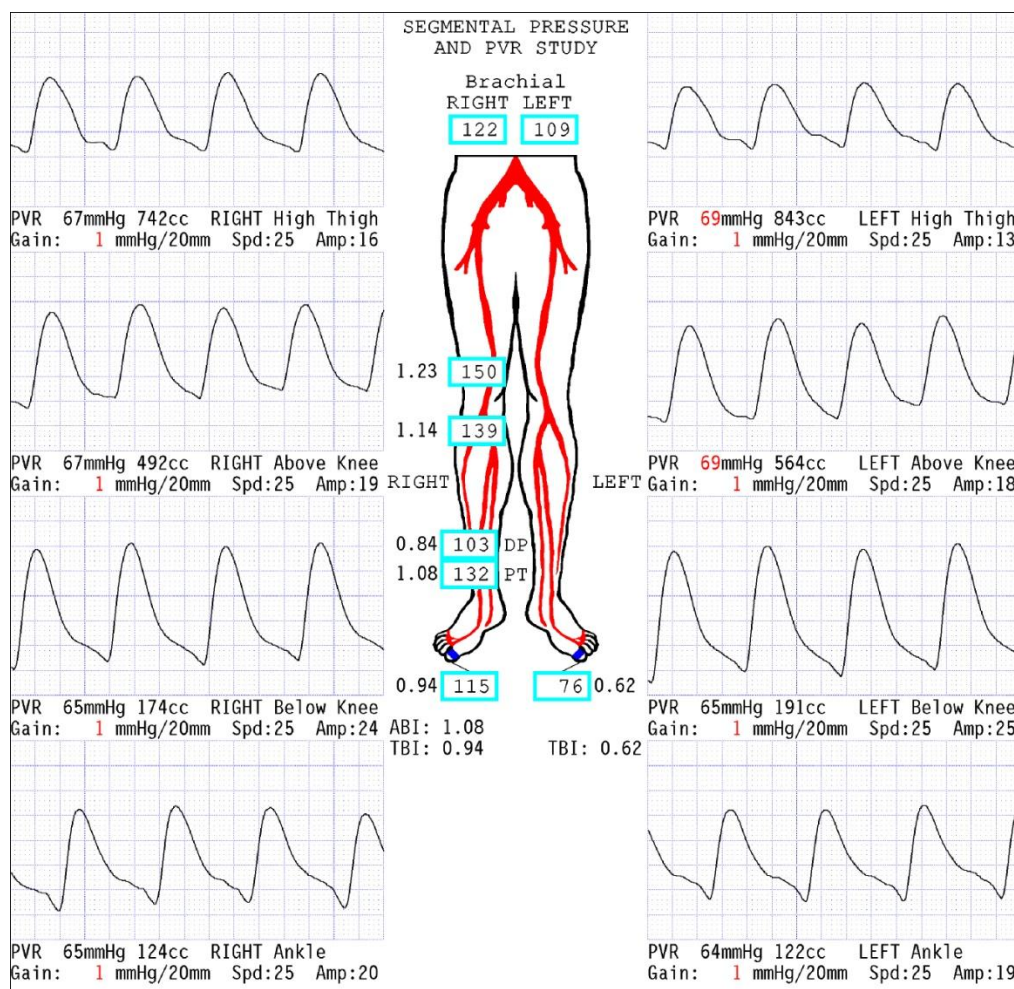 SEGMENTAL PRESSURE
AND PVR STUDY
Brachial
RIGHT LEFT
122 109
PVR 67mmHg 742cc RIGHT High Thigh
Gain: 1 mmHg/20mm Spd:25 Amp:16
PVR 69mmHg 843cc LEFT High Thigh
Gain: 1 mmHg/20mm Spd:25 Amp:13
1.23 150
1.14 139
PVR 67mmHg 492cc RIGHT Above Knee
Gain: 1 mmHg/20mm Spd:25 Amp:19
PVR 69mmHg 564cc LEFT Above Knee
Gain: 1 mmHg/20mm Spd:25 Amp:18
RIGHT LEFT
0.84 103 DP
1.08 132 PT
0.94 115 76 0.62
PVR 65mmHg 174cc RIGHT Below Knee
Gain: 1 mmHg/20mm Spd:25 Amp:24
PVR 65mmHg 191cc LEFT Below Knee
Gain: 1 mmHg/20mm Spd:25 Amp:25
ABI: 1.08
TBI: 0.94 TBI: 0.62
PVR 65mmHg 124cc RIGHT Ankle
Gain: 1 mmHg/20mm Spd:25 Amp:20
PVR 64mmHg 122cc LEFT Ankle
Gain: 1 mmHg/20mm Spd:25 Amp:19